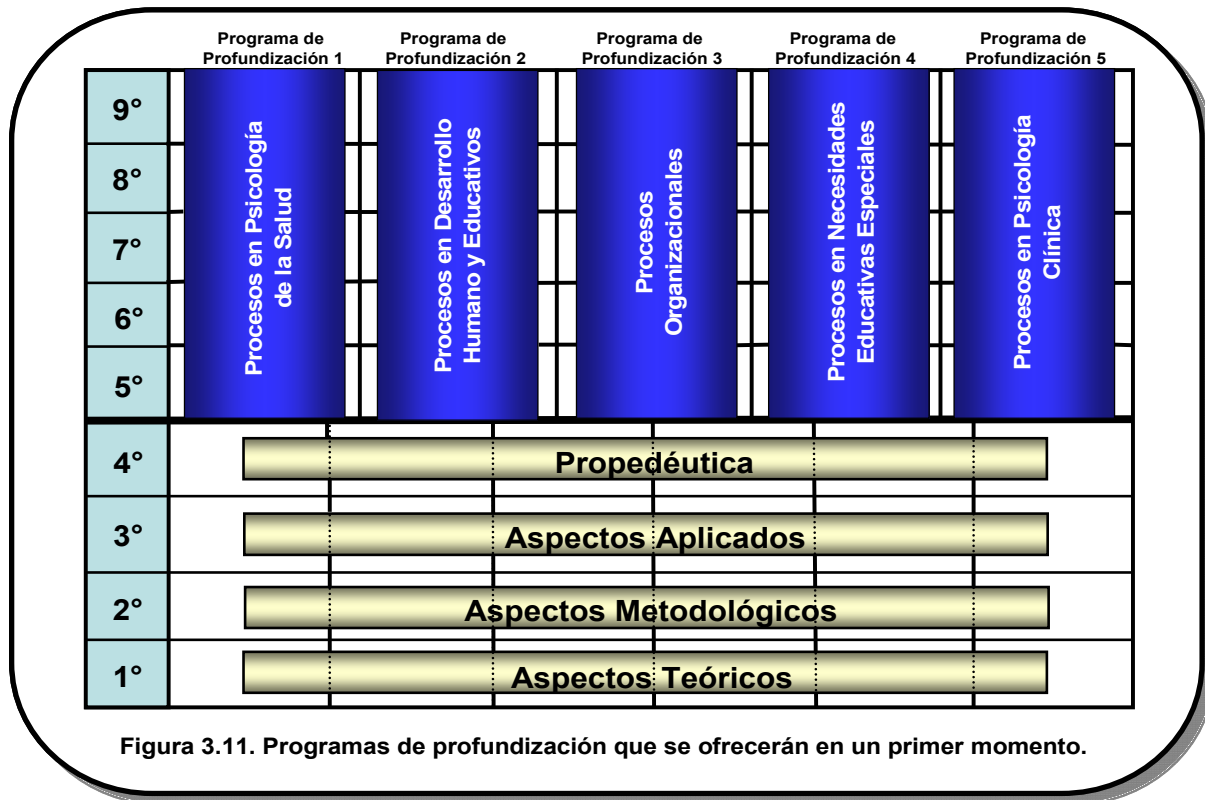 Programa de
Profundización 1
Programa de
Profundización 2
Programa de
Profundización 3
Programa de
Profundización 4
Programa de
Profundización 5
9°
8°
7°
6°
5°
Procesos en Psicología
de la Salud
Procesos en Desarrollo
Humano y Educativos
Procesos
Organizacionales
Procesos en Necesidades
Educativas Especiales
Procesos en Psicología
Clínica
4°
Propedéutica
3°
Aspectos Aplicados
2°
Aspectos Metodológicos
1°
Aspectos Teóricos
Figura 3.11. Programas de profundización que se ofrecerán en un primer momento.